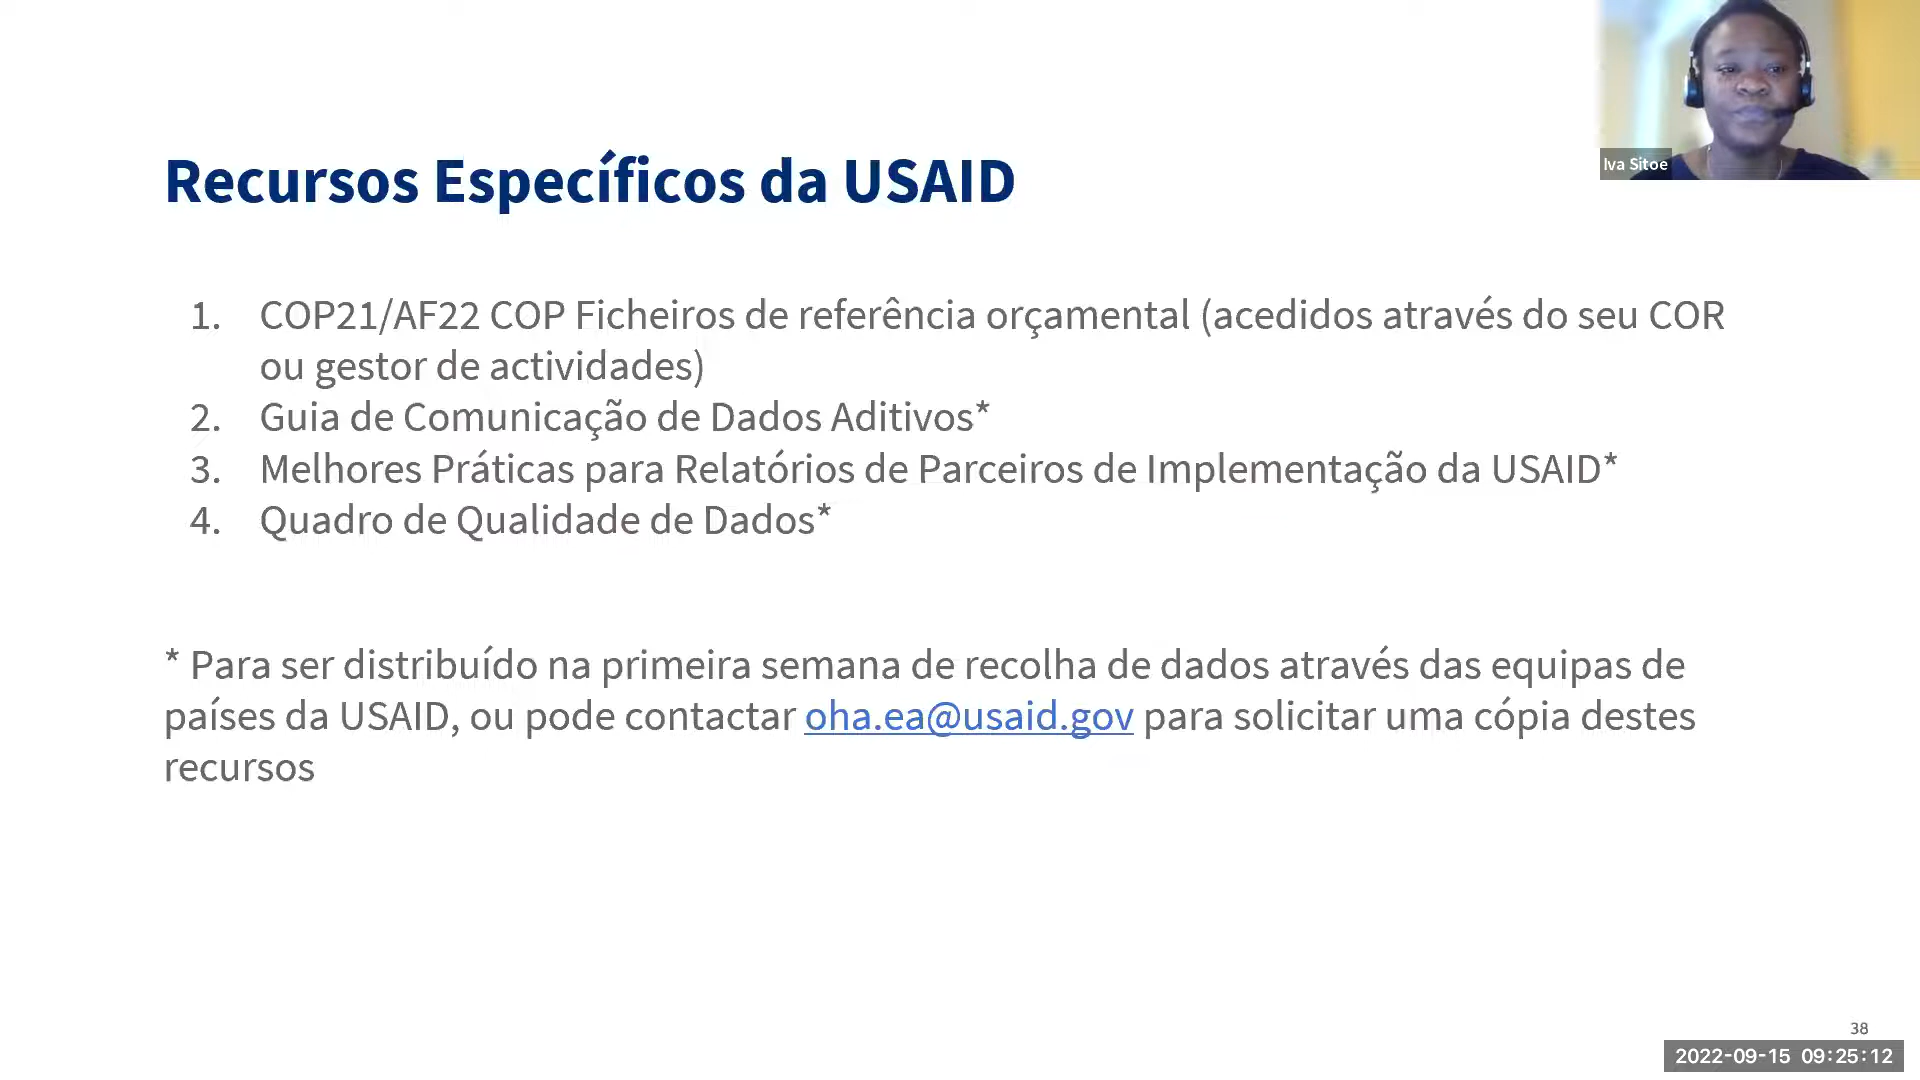 Iva Sitoe
Recursos Específicos da USAID
1. COP21/AF22 COP Ficheiros de referência orçamental (acedidos através do seu COR
ou gestor de actividades)
2. Guia de Comunicação de Dados Aditivos*
3. Melhores Práticas para Relatórios de Parceiros de Implementação da USAID*
4. Quadro de Qualidade de Dados*
* Para ser distribuído na primeira semana de recolha de dados através das equipas de
países da USAID, ou pode contactar oha.ea@usaid.gov para solicitar uma cópia destes
recursos
38
2022-09-15 09:25:12